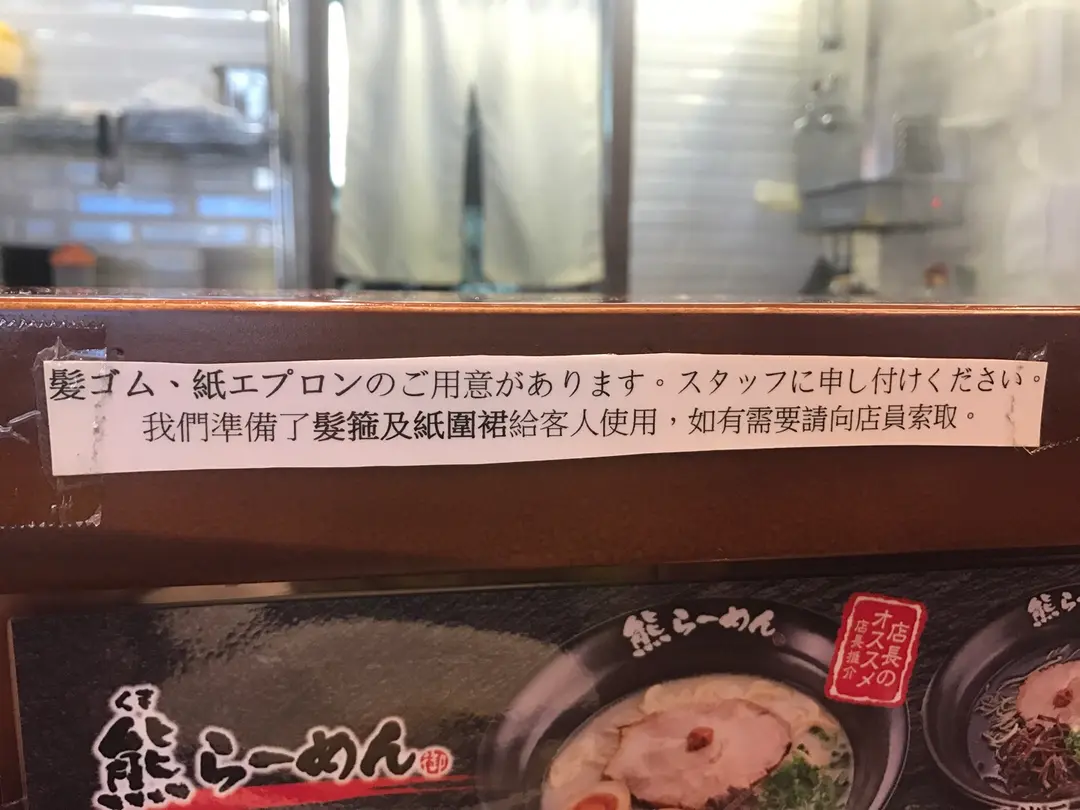 髪ゴム、紙エプロンのご用意があります。スタッフに申し付けください。
我們準備了髮箍及紙圍裙給客人使用，如有需要請向店員索取。
熊らーめん
店長の
オススメ
店長推介
熊ら
くま
熊らーめん
御